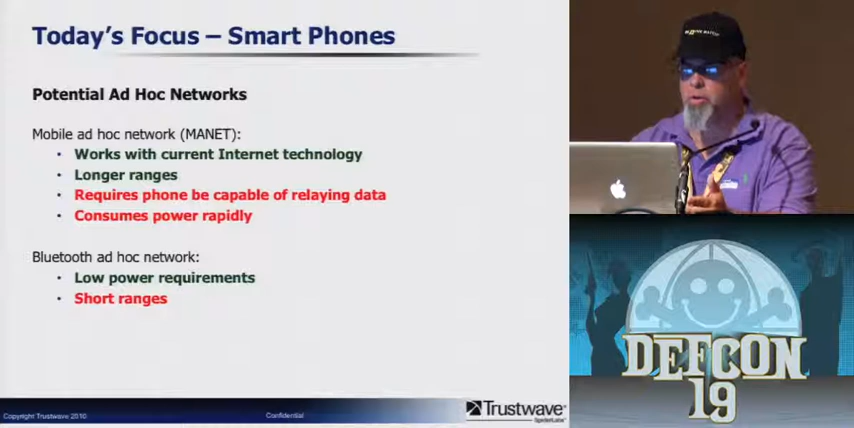 Today's Focus – Smart Phones
Potential Ad Hoc Networks
Mobile ad hoc network (MANET):
• Works with current Internet technology
• Longer ranges
• Requires phone be capable of relaying data
• Consumes power rapidly
Bluetooth ad hoc network:
• Low power requirements
• Short ranges
Copyright Trustwave 2010
Confidential
Trustwave®
SpiderLabs®
DEFCON
19